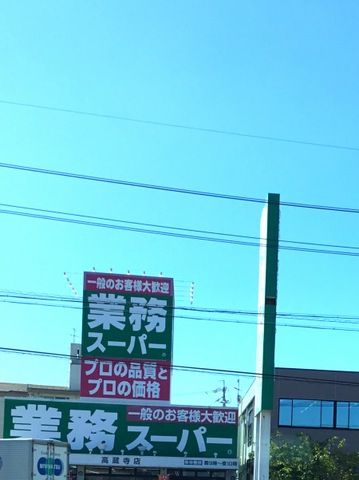 一般のお客様大歓迎
業務
スーパー
プロの品質と
プロの価格
一般のお客様大歓迎
業務スーパー
高蔵寺店